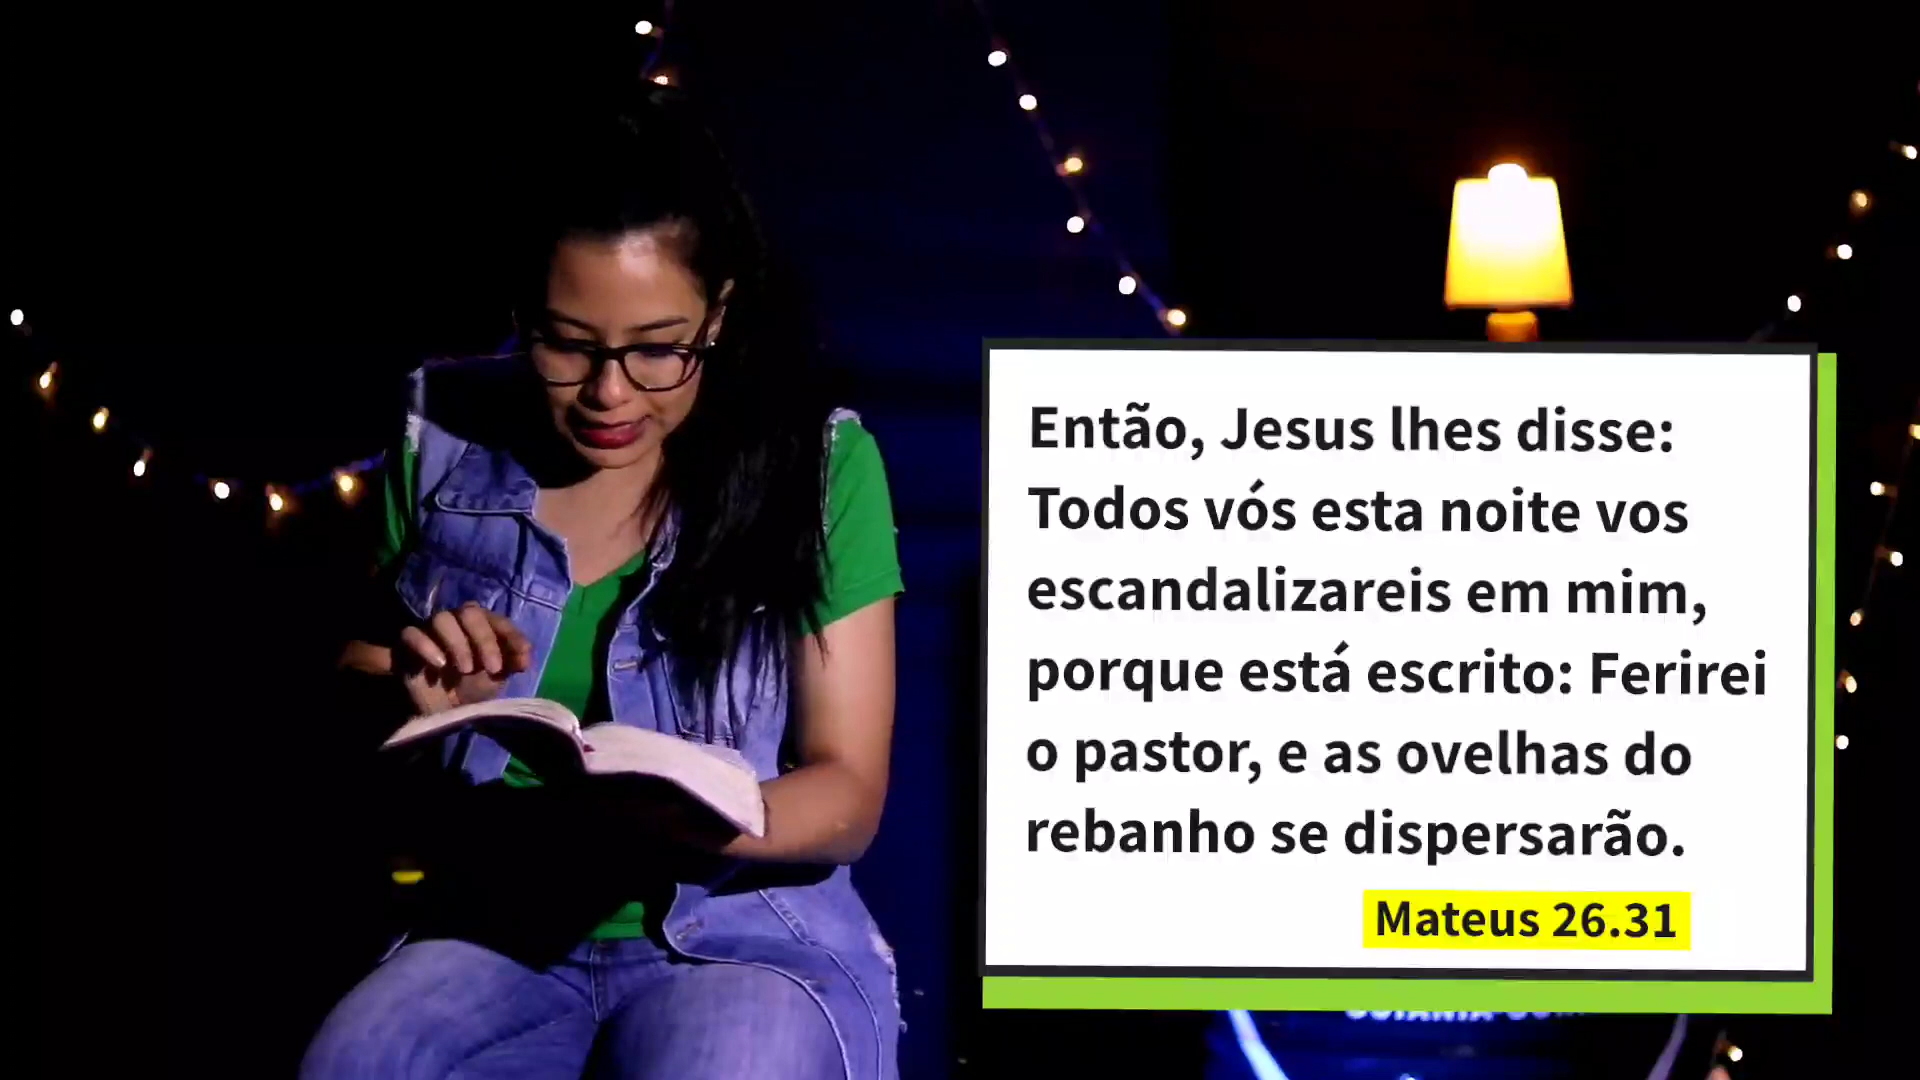 Então, Jesus lhes disse:
Todos vós esta noite vos
escandalizareis em mim,
porque está escrito: Ferirei
o pastor, e as ovelhas do
rebanho se dispersarão.
Mateus 26.31